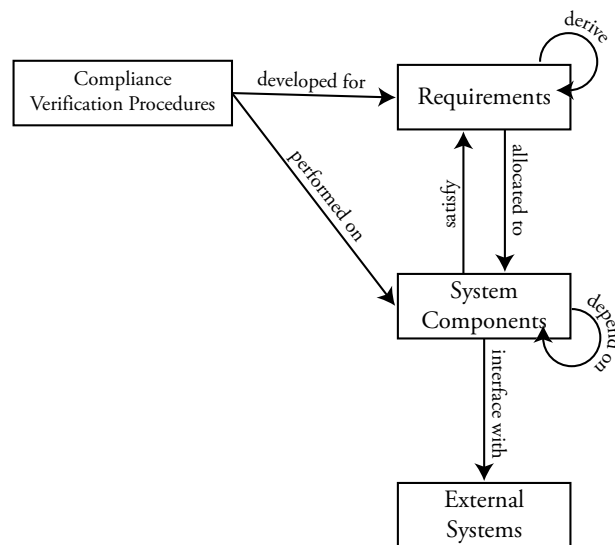 derive
Compliance
Verification Procedures
developed for
Requirements
performed on
satisfy
allocated to
System
Components
depend on
interface with
External
Systems